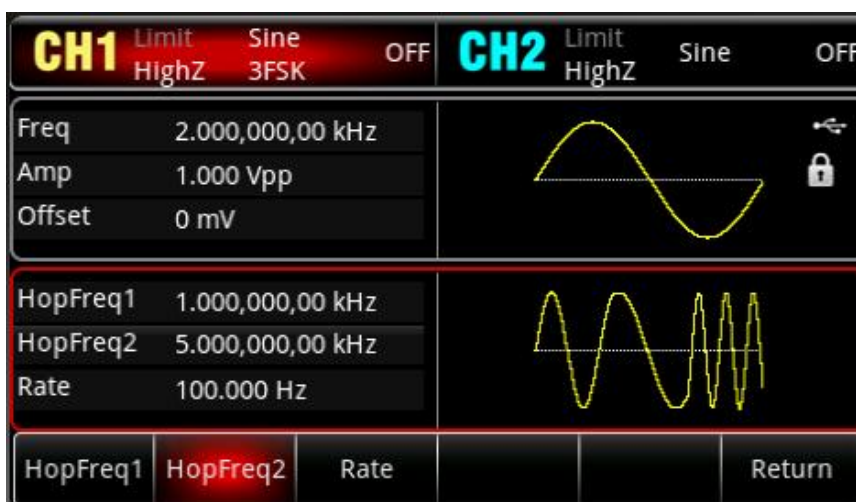 CH1 Limit Sine OFF CH2 Limit Sine OFF
HighZ 3FSK HighZ
Freq 2.000,000,00 kHz
Amp 1.000 Vpp
Offset 0 mV
HopFreq1 1.000,000,00 kHz
HopFreq2 5.000,000,00 kHz
Rate 100.000 Hz
HopFreq1 HopFreq2 Rate Return